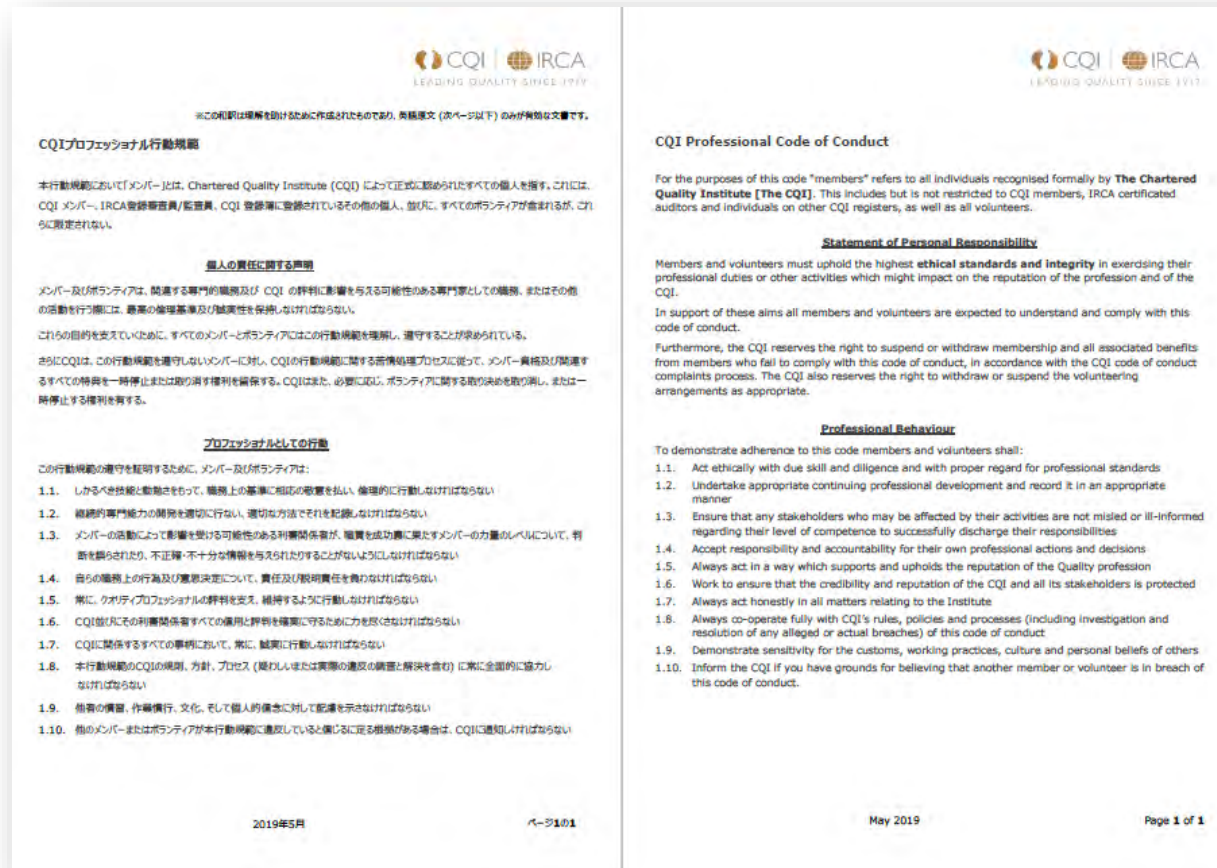 CQI | IRCA
LEADING QUALITY SINCE 1919
※この和訳は理解を助けるために作成されたものであり、英語原文 (次ページ以下) のみが有効な文書です。
CQIプロフェッショナル行動規範
本行動規範において「メンバー」とは、Chartered Quality Institute (CQI) によって正式に認められたすべての個人を指す。これには、
CQI メンバー、IRCA登録審査員/監査員、CQI 登録簿に登録されているその他の個人、並びに、すべてのボランティアが含まれるが、これ
らに限定されない。
個人の責任に関する声明
メンバー及びボランティアは、関連する専門的職務及び CQI の評判に影響を与える可能性のある専門家としての職務、またはその他
の活動を行う際には、最高の倫理基準及び誠実性を保持しなければならない。
これらの目的を支えていくために、すべてのメンバーとボランティアにはこの行動規範を理解し、遵守することが求められている。
さらにCQIは、この行動規範を遵守しないメンバーに対し、CQIの行動規範に関する苦情処理プロセスに従って、メンバー資格及び関連す
るすべての特典を一時停止または取り消す権利を留保する。CQIはまた、必要に応じ、ボランティアに関する取り決めを取り消し、または一
時停止する権利を有する。
プロフェッショナルとしての行動
この行動規範の遵守を証明するために、メンバー及びボランティアは:
1.1. しかるべき技能と勤勉さをもって、職務上の基準に相応の敬意を払い、倫理的に行動しなければならない
1.2. 継続的専門能力の開発を適切に行ない、適切な方法でそれを記録しなければならない
1.3. メンバーの活動によって影響を受ける可能性のある利害関係者が、職責を成功裏に果たすメンバーの力量のレベルについて、判
断を誤らされたり、不正確・不十分な情報を与えられたりすることがないようにしなければならない
1.4. 自らの職務上の行為及び意思決定について、責任及び説明責任を負わなければならない
1.5. 常に、クオリティプロフェッショナルの評判を支え、維持するように行動しなければならない
1.6. CQI並びにその利害関係者すべての信用と評判を確実に守るために力を尽くさなければならない
1.7. CQIに関係するすべての事柄において、常に、誠実に行動しなければならない
1.8. 本行動規範のCQIの規則、方針、プロセス (疑わしいまたは実際の違反の調査と解決を含む) に常に全面的に協力し
なければならない
1.9. 他者の慣習、作業慣行、文化、そして個人的信念に対して配慮を示さなければならない
1.10. 他のメンバーまたはボランティアが本行動規範に違反していると信じるに足る根拠がある場合は、CQIに通知しければならない
2019年5月
ページ1の1
CQI | IRCA
LEADING QUALITY SINCE 1919
CQI Professional Code of Conduct
For the purposes of this code "members" refers to all individuals recognised formally by The Chartered
Quality Institute [The CQI]. This includes but is not restricted to CQI members, IRCA certificated
auditors and individuals on other CQI registers, as well as all volunteers.
Statement of Personal Responsibility
Members and volunteers must uphold the highest ethical standards and integrity in exercising their
professional duties or other activities which might impact on the reputation of the profession and of the
CQI.
In support of these aims all members and volunteers are expected to understand and comply with this
code of conduct.
Furthermore, the CQI reserves the right to suspend or withdraw membership and all associated benefits
from members who fail to comply with this code of conduct, in accordance with the CQI code of conduct
complaints process. The CQI also reserves the right to withdraw or suspend the volunteering
arrangements as appropriate.
Professional Behaviour
To demonstrate adherence to this code members and volunteers shall:
1.1. Act ethically with due skill and diligence and with proper regard for professional standards
1.2. Undertake appropriate continuing professional development and record it in an appropriate
manner
1.3. Ensure that any stakeholders who may be affected by their activities are not misled or ill-informed
regarding their level of competence to successfully discharge their responsibilities
1.4. Accept responsibility and accountability for their own professional actions and decisions
1.5. Always act in a way which supports and upholds the reputation of the Quality profession
1.6. Work to ensure that the credibility and reputation of the CQI and all its stakeholders is protected
1.7. Always act honestly in all matters relating to the Institute
1.8. Always co-operate fully with CQI's rules, policies and processes (including investigation and
resolution of any alleged or actual breaches) of this code of conduct
1.9. Demonstrate sensitivity for the customs, working practices, culture and personal beliefs of others
1.10. Inform the CQI if you have grounds for believing that another member or volunteer is in breach of
this code of conduct.
May 2019
Page 1 of 1